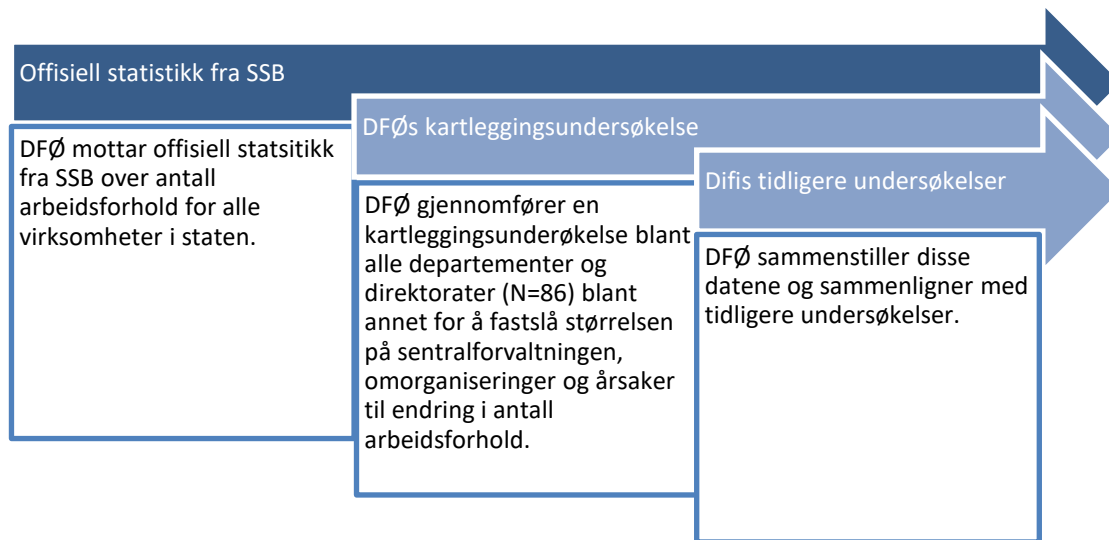 Offisiell statistikk fra SSB
DFØ mottar offisiell statsitikk
fra SSB over antall
arbeidsforhold for alle
virksomheter i staten.
DFØs kartleggingsundersøkelse
DFØ gjennomfører en
kartleggingsunderøkelse blant
alle departementer og
direktorater (N=86) blant
annet for å fastslå størrelsen
på sentralforvaltningen,
omorganiseringer og årsaker
til endring i antall
arbeidsforhold.
Difis tidligere undersøkelser
DFØ sammenstiller disse
datene og sammenligner med
tidligere undersøkelser.